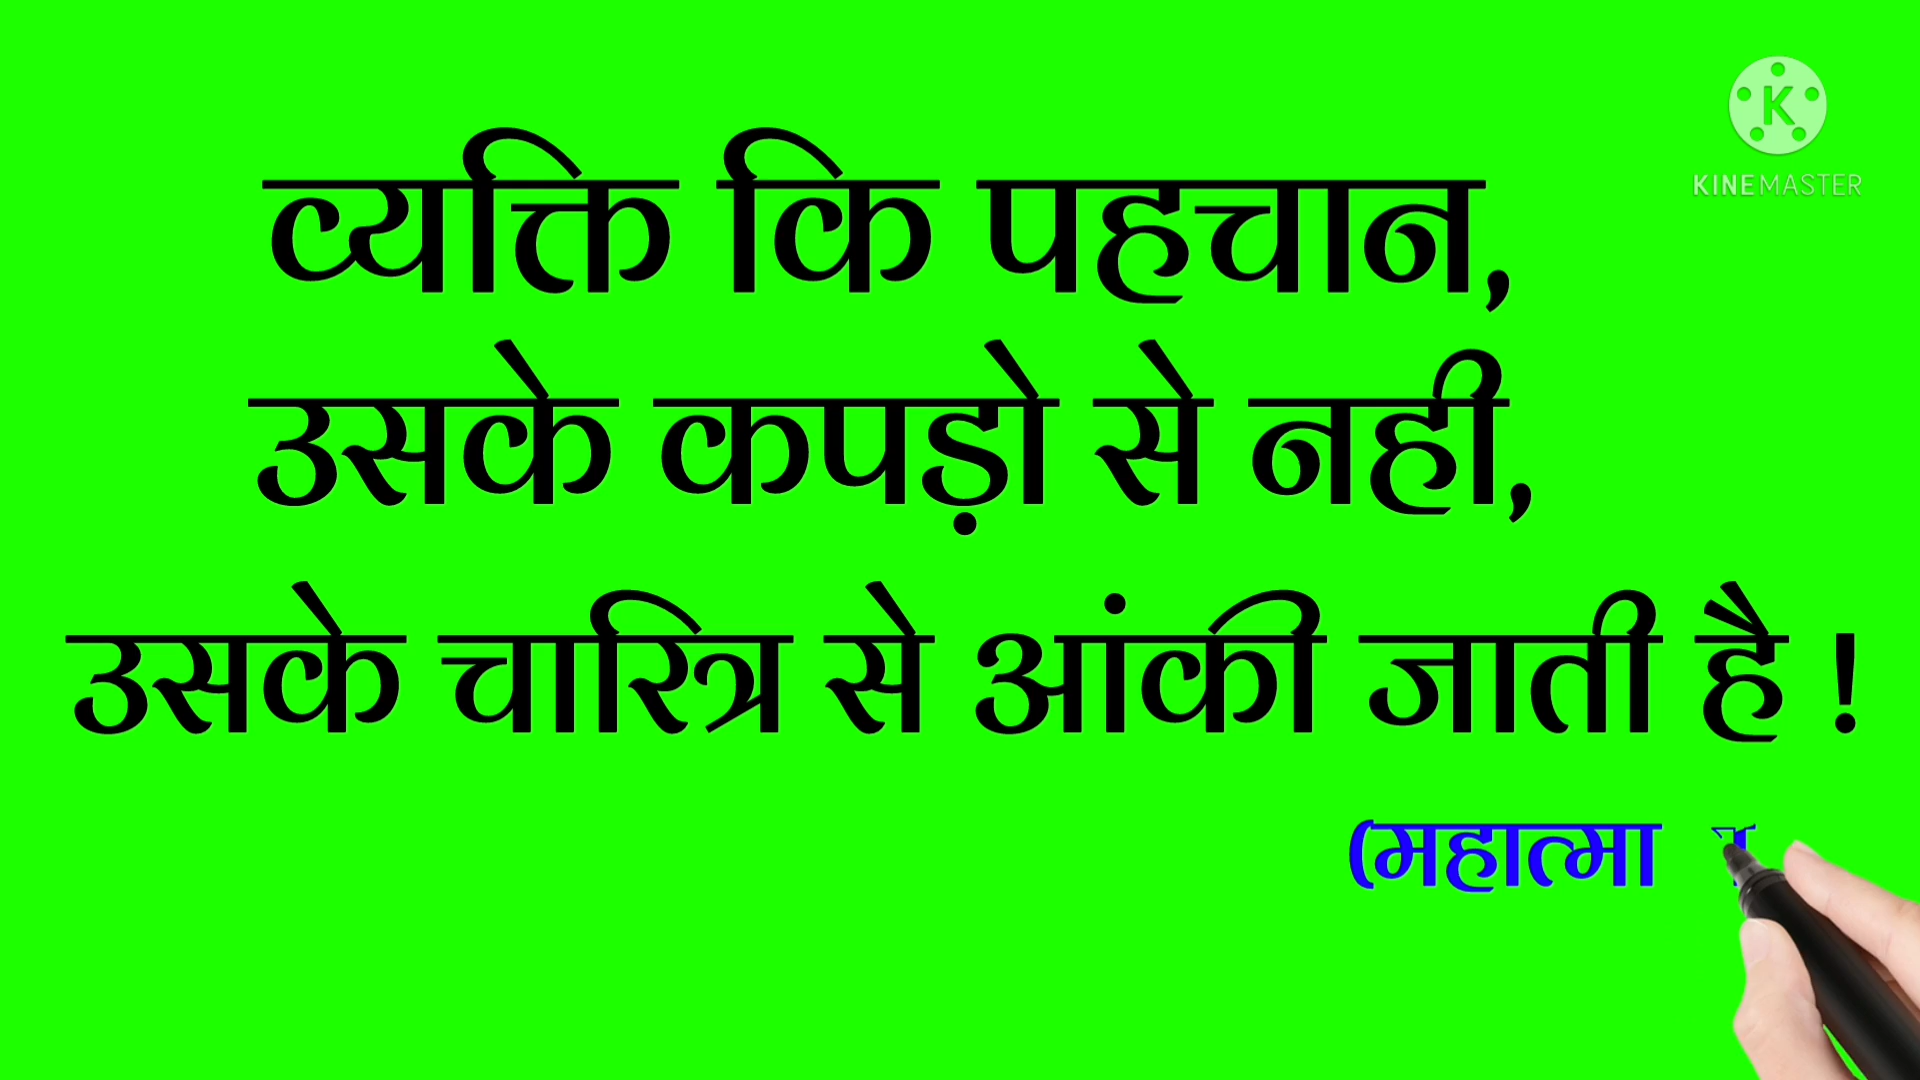 KINEMASTER
व्यक्ति कि पहचान,
उसके कपड़ो से नही,
उसके चारित्र से आंकी जाती है !
(महात्मा